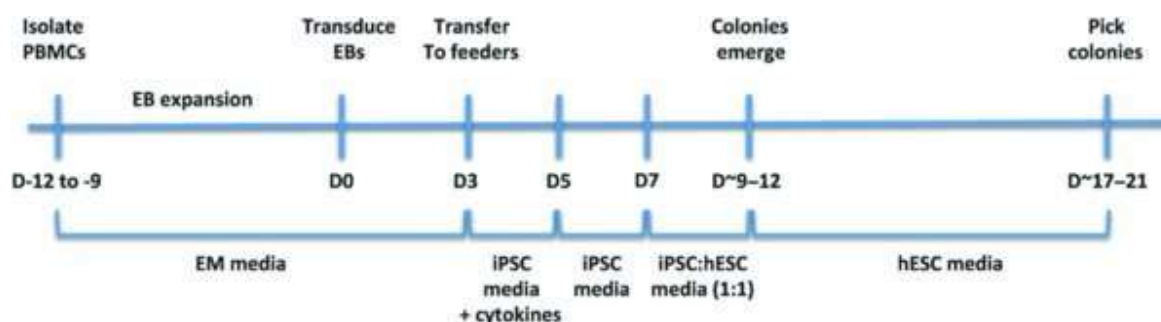 Isolate
PBMCs
Transduce
EBs
Transfer
To feeders
Colonies
emerge
Pick
colonies
EB expansion
D-12 to -9
D0
D3
D5
D7
D~9–12
D~17–21
EM media
iPSC
media
+ cytokines
iPSC
media
iPSC:hESC
media (1:1)
hESC media